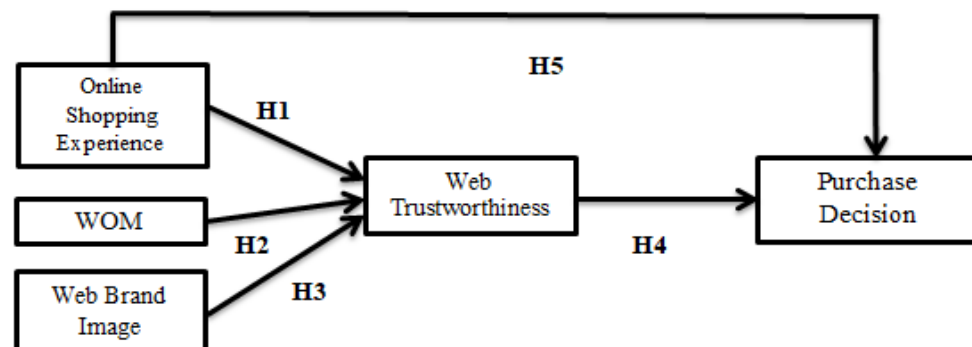 Online
Shopping
Experience
H1
H5
WOM
H2
Web Brand
Image
H3
Web
Trustworthiness
H4
Purchase
Decision